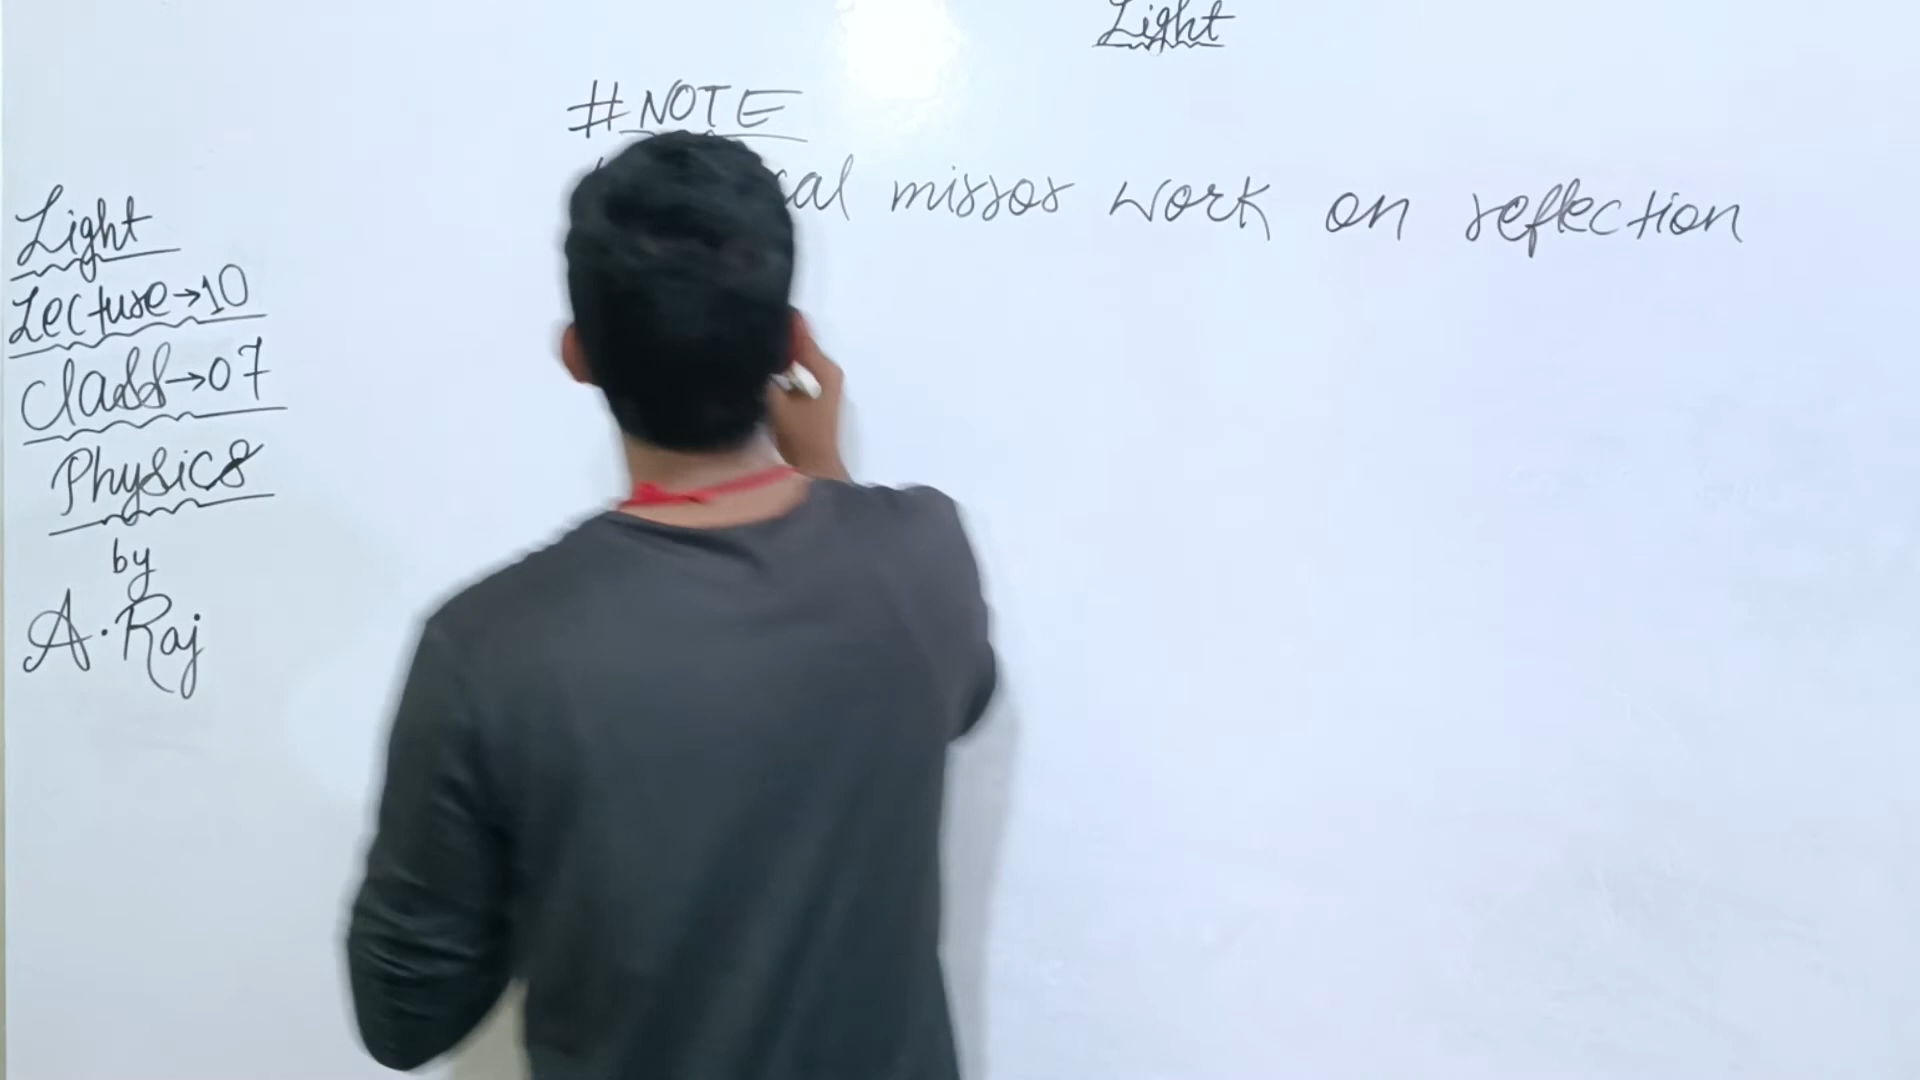 Light
#NOTE
cal mirror work on reflection
Light
Lecture→10
Class→07
Physics
by
A.Raj